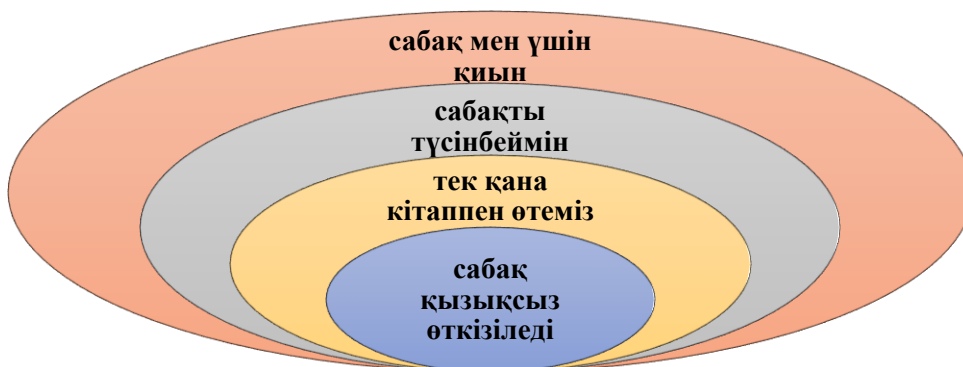 сабақ мен үшін
қиын
сабақты
түсінбеймін
тек қана
кітаппен өтеміз
сабақ
қызықсыз
өткізіледі